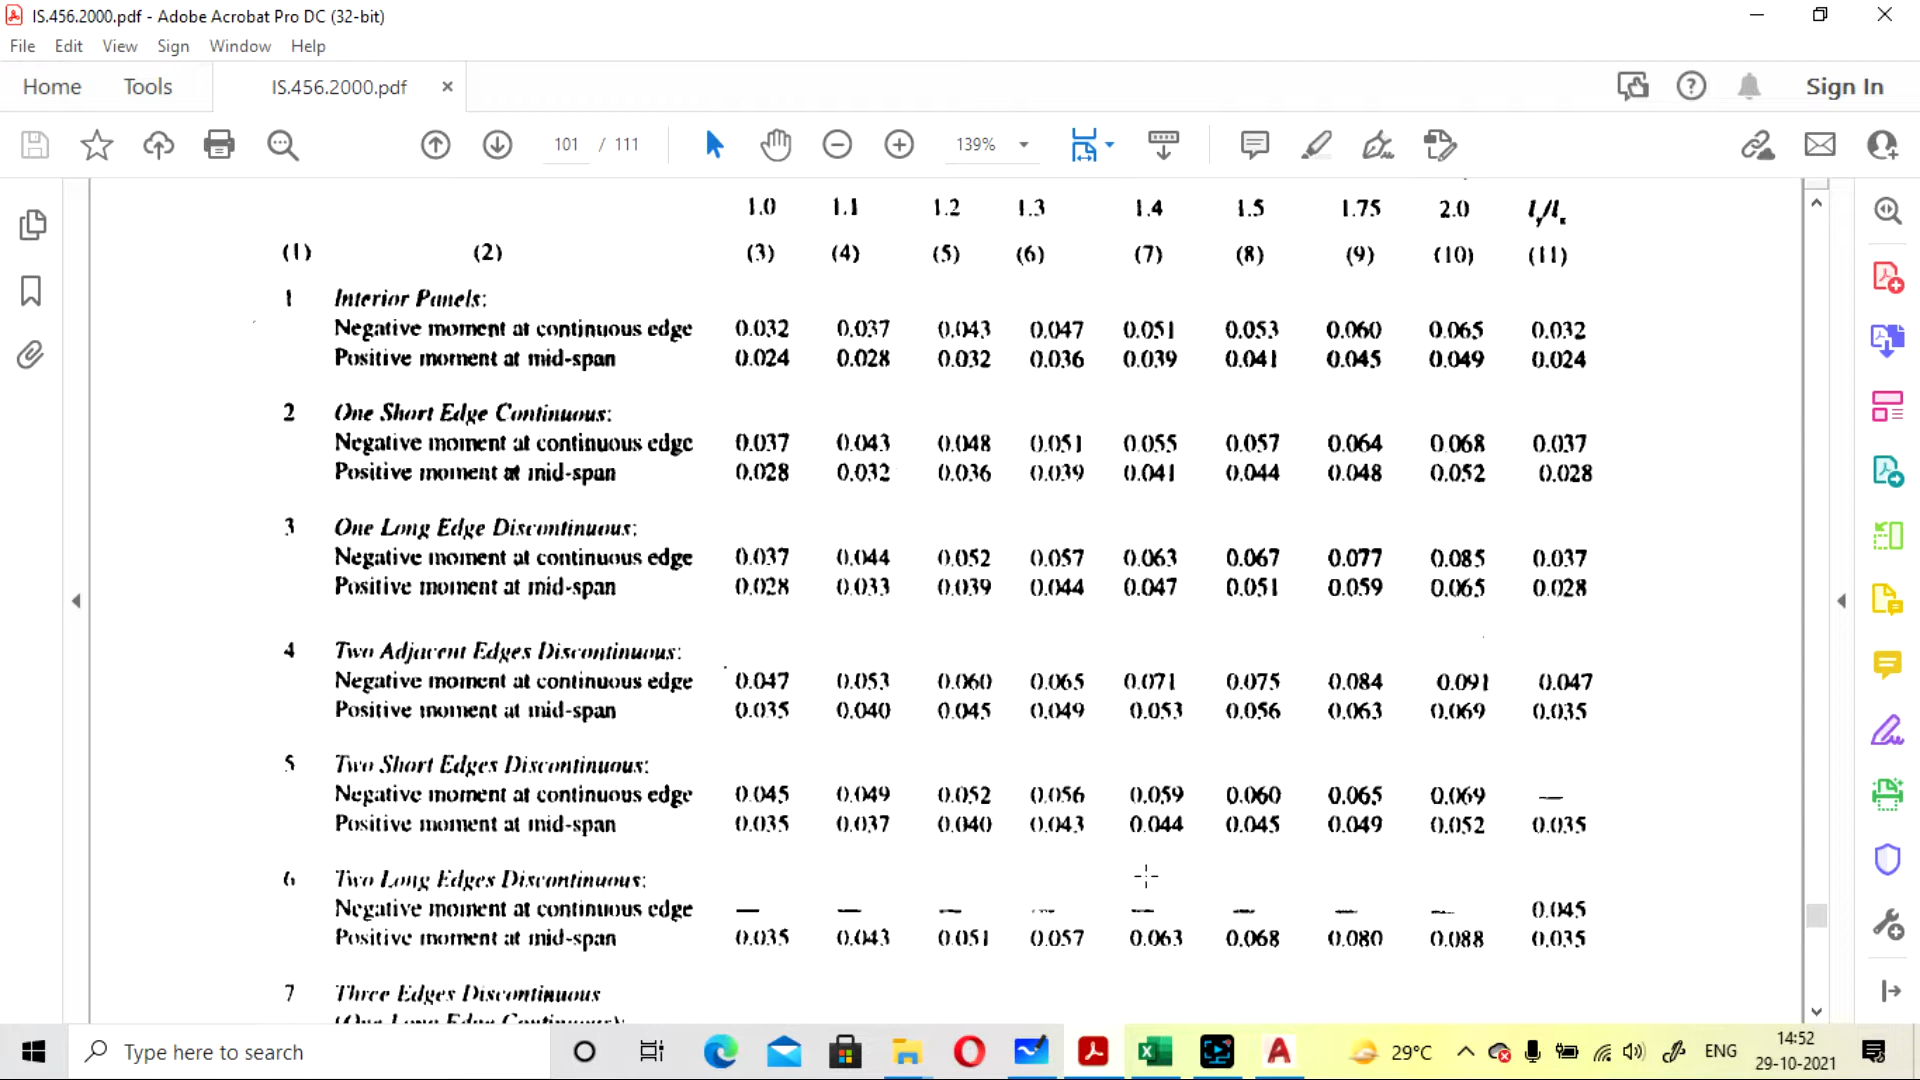 IS.456.2000.pdf - Adobe Acrobat Pro DC (32-bit)
File Edit View Sign Window Help
Home Tools IS.456.2000.pdf × Sign In
101 / 111 139%
1.0 1.1 1.2 1.3 1.4 1.5 1.75 2.0 ly/lx
(1) (2) (3) (4) (5) (6) (7) (8) (9) (10) (11)
1 Interior Panels:
Negative moment at continuous edge 0.032 0.037 0.043 0.047 0.051 0.053 0.060 0.065 0.032
Positive moment at mid-span 0.024 0.028 0.032 0.036 0.039 0.041 0.045 0.049 0.024
2 One Short Edge Continuous:
Negative moment at continuous edge 0.037 0.043 0.048 0.051 0.055 0.057 0.064 0.068 0.037
Positive moment at mid-span 0.028 0.032 0.036 0.039 0.041 0.044 0.048 0.052 0.028
3 One Long Edge Discontinuous:
Negative moment at continuous edge 0.037 0.044 0.052 0.057 0.063 0.067 0.077 0.085 0.037
Positive moment at mid-span 0.028 0.033 0.039 0.044 0.047 0.051 0.059 0.065 0.028
4 Two Adjacent Edges Discontinuous:
Negative moment at continuous edge 0.047 0.053 0.060 0.065 0.071 0.075 0.084 0.091 0.047
Positive moment at mid-span 0.035 0.040 0.045 0.049 0.053 0.056 0.063 0.069 0.035
5 Two Short Edges Discontinuous:
Negative moment at continuous edge 0.045 0.049 0.052 0.056 0.059 0.060 0.065 0.069 —
Positive moment at mid-span 0.035 0.037 0.040 0.043 0.044 0.045 0.049 0.052 0.035
6 Two Long Edges Discontinuous:
Negative moment at continuous edge — — — — — — — — 0.045
Positive moment at mid-span 0.035 0.043 0.051 0.057 0.063 0.068 0.080 0.088 0.035
7 Three Edges Discontinuous
(One Long Edge Continuous):
Type here to search 29°C ENG 14:52
29-10-2021